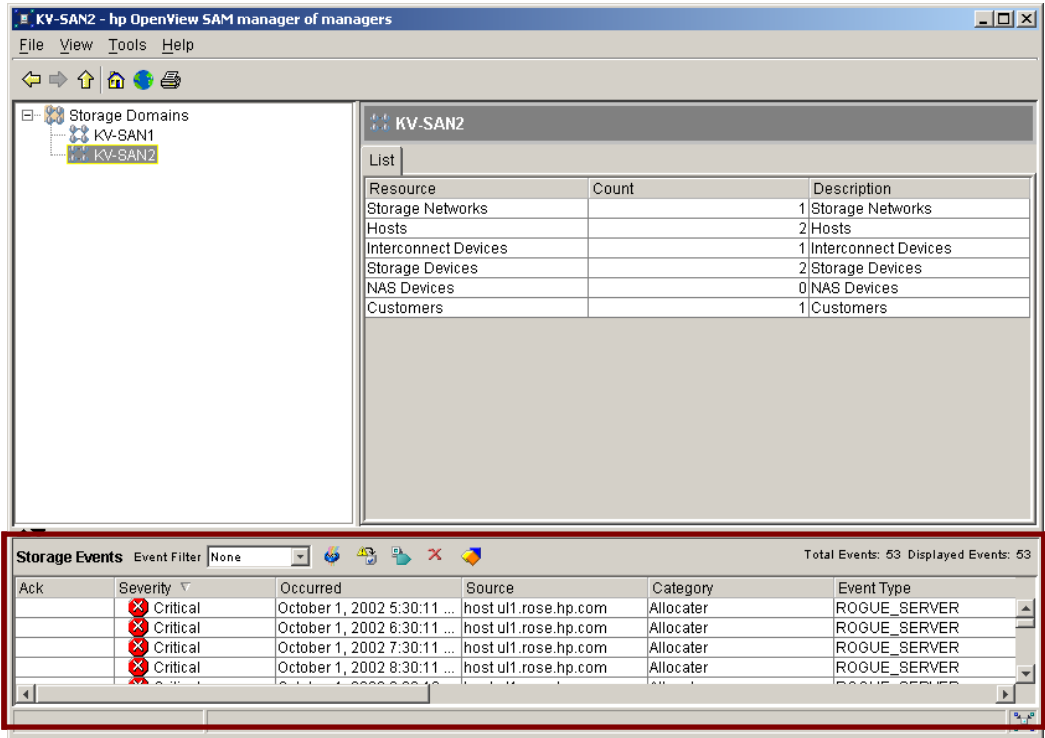 KV-SAN2 - hp OpenView SAM manager of managers
File View Tools Help
Storage Domains
KV-SAN1
KV-SAN2
KV-SAN2
List
Resource Count Description
Storage Networks 1 Storage Networks
Hosts 2 Hosts
Interconnect Devices 1 Interconnect Devices
Storage Devices 2 Storage Devices
NAS Devices 0 NAS Devices
Customers 1 Customers
Storage Events Event Filter None Total Events: 53 Displayed Events: 53
Ack Severity Occurred Source Category Event Type
Critical October 1, 2002 5:30:11 ... host ul1.rose.hp.com Allocater ROGUE_SERVER
Critical October 1, 2002 6:30:11 ... host ul1.rose.hp.com Allocater ROGUE_SERVER
Critical October 1, 2002 7:30:11 ... host ul1.rose.hp.com Allocater ROGUE_SERVER
Critical October 1, 2002 8:30:11 ... host ul1.rose.hp.com Allocater ROGUE_SERVER